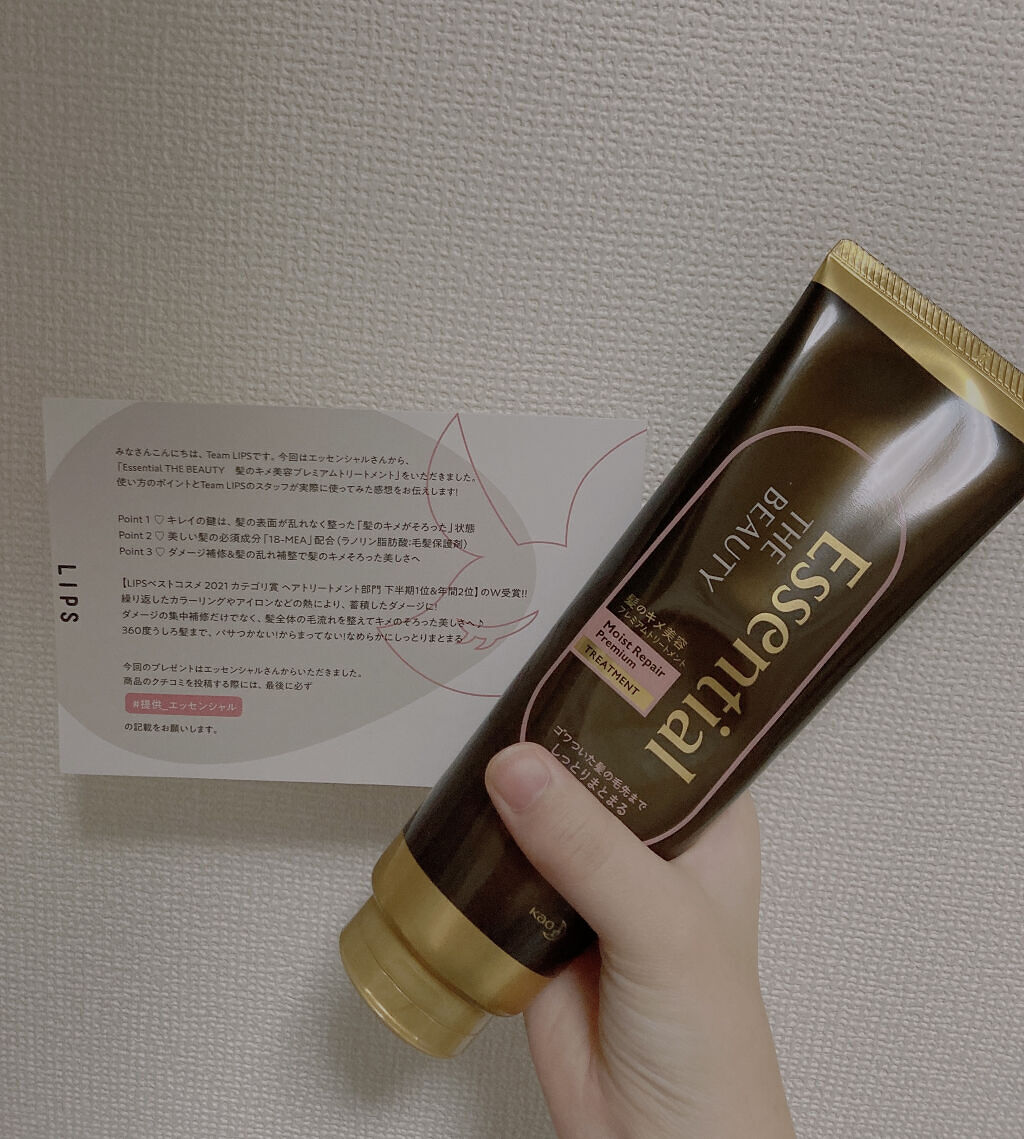 みなさんこんにちは、Team LIPSです。今回はエッセンシャルさんから、
「Essential THE BEAUTY 髪のキメ美容プレミアムトリートメント」をいただきました。
使い方のポイントとTeam LIPSのスタッフが実際に使ってみた感想をお伝えします!
Point 1 ♡ キレイの鍵は、髪の表面が乱れなく整った「髪のキメがそろった」状態
Point 2 ♡ 美しい髪の必須成分「18-MEA」配合(ラノリン脂肪酸:毛髪保護剤)
Point 3 ♡ ダメージ補修&髪の乱れ補整で髪のキメそろった美しさへ
【LIPSベストコスメ 2021 カテゴリ賞 ヘアトリートメント部門 下半期1位&年間2位】のW受賞!!
繰り返したカラーリングやアイロンなどの熱により、蓄積したダメージに!
ダメージの集中補修だけでなく、髪全体の毛流れを整えてキメのそろった美しさへ♪
360度うしろ髪まで、パサつかない!からまってない!なめらかにしっとりまとまる
今回のプレゼントはエッセンシャルさんからいただきました。
商品のクチコミを投稿する際には、最後に必ず
#提供_エッセンシャル
の記載をお願いします。
LIPS
THE
BEAUTY
Essential
髪のキメ美容
プレミアムトリートメント
Moist Repair
Premium
TREATMENT
ゴワついた髪の毛先まで
しっとりまとまる
Kao